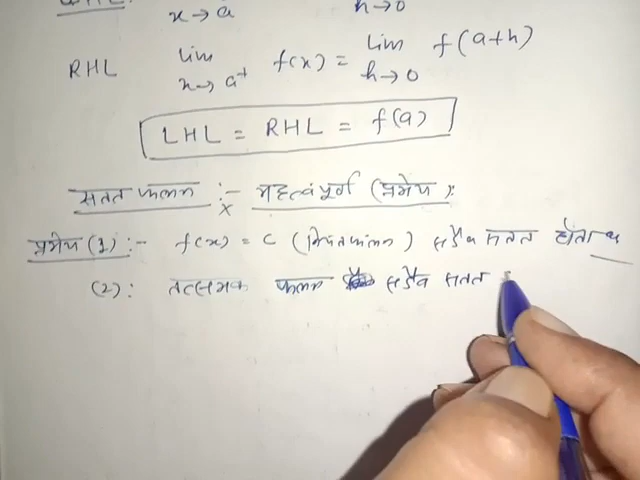 x→a h→0
RHL lim x→a⁺ f(x) = lim h→0 f(a+h)
LHL = RHL = f(a)
सतत फलन :- महत्वपूर्ण (प्रमेय):
x
प्रमेय (1) :- f(x) = c (नियतफलन) सदैव सतत होता
(2): तत्समक फलन सदैव सतत